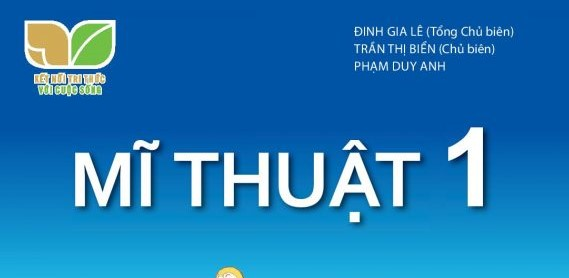 ĐINH GIA LÊ (Tổng Chủ biên)
TRẦN THỊ BIỂN (Chủ biên)
PHẠM DUY ANH
KẾT NỐI TRI THỨC
VỚI CUỘC SỐNG
MĨ THUẬT 1